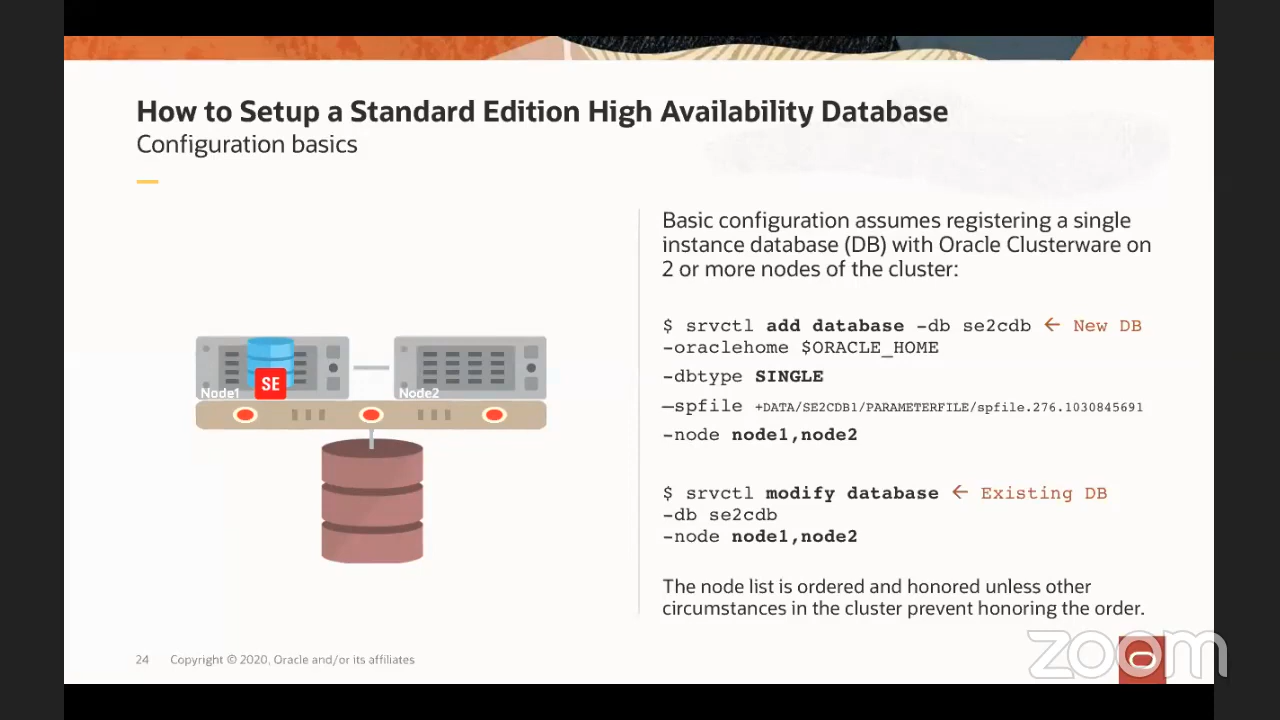 How to Setup a Standard Edition High Availability Database
Configuration basics
Basic configuration assumes registering a single
instance database (DB) with Oracle Clusterware on
2 or more nodes of the cluster:
$ srvctl add database -db se2cdb ← New DB
-oraclehome $ORACLE_HOME
-dbtype SINGLE
–spfile +DATA/SE2CDB1/PARAMETERFILE/spfile.276.1030845691
-node node1,node2
$ srvctl modify database ← Existing DB
-db se2cdb
-node node1,node2
The node list is ordered and honored unless other
circumstances in the cluster prevent honoring the order.
SE
Node1
Node2
24 Copyright © 2020, Oracle and/or its affiliates
zoom